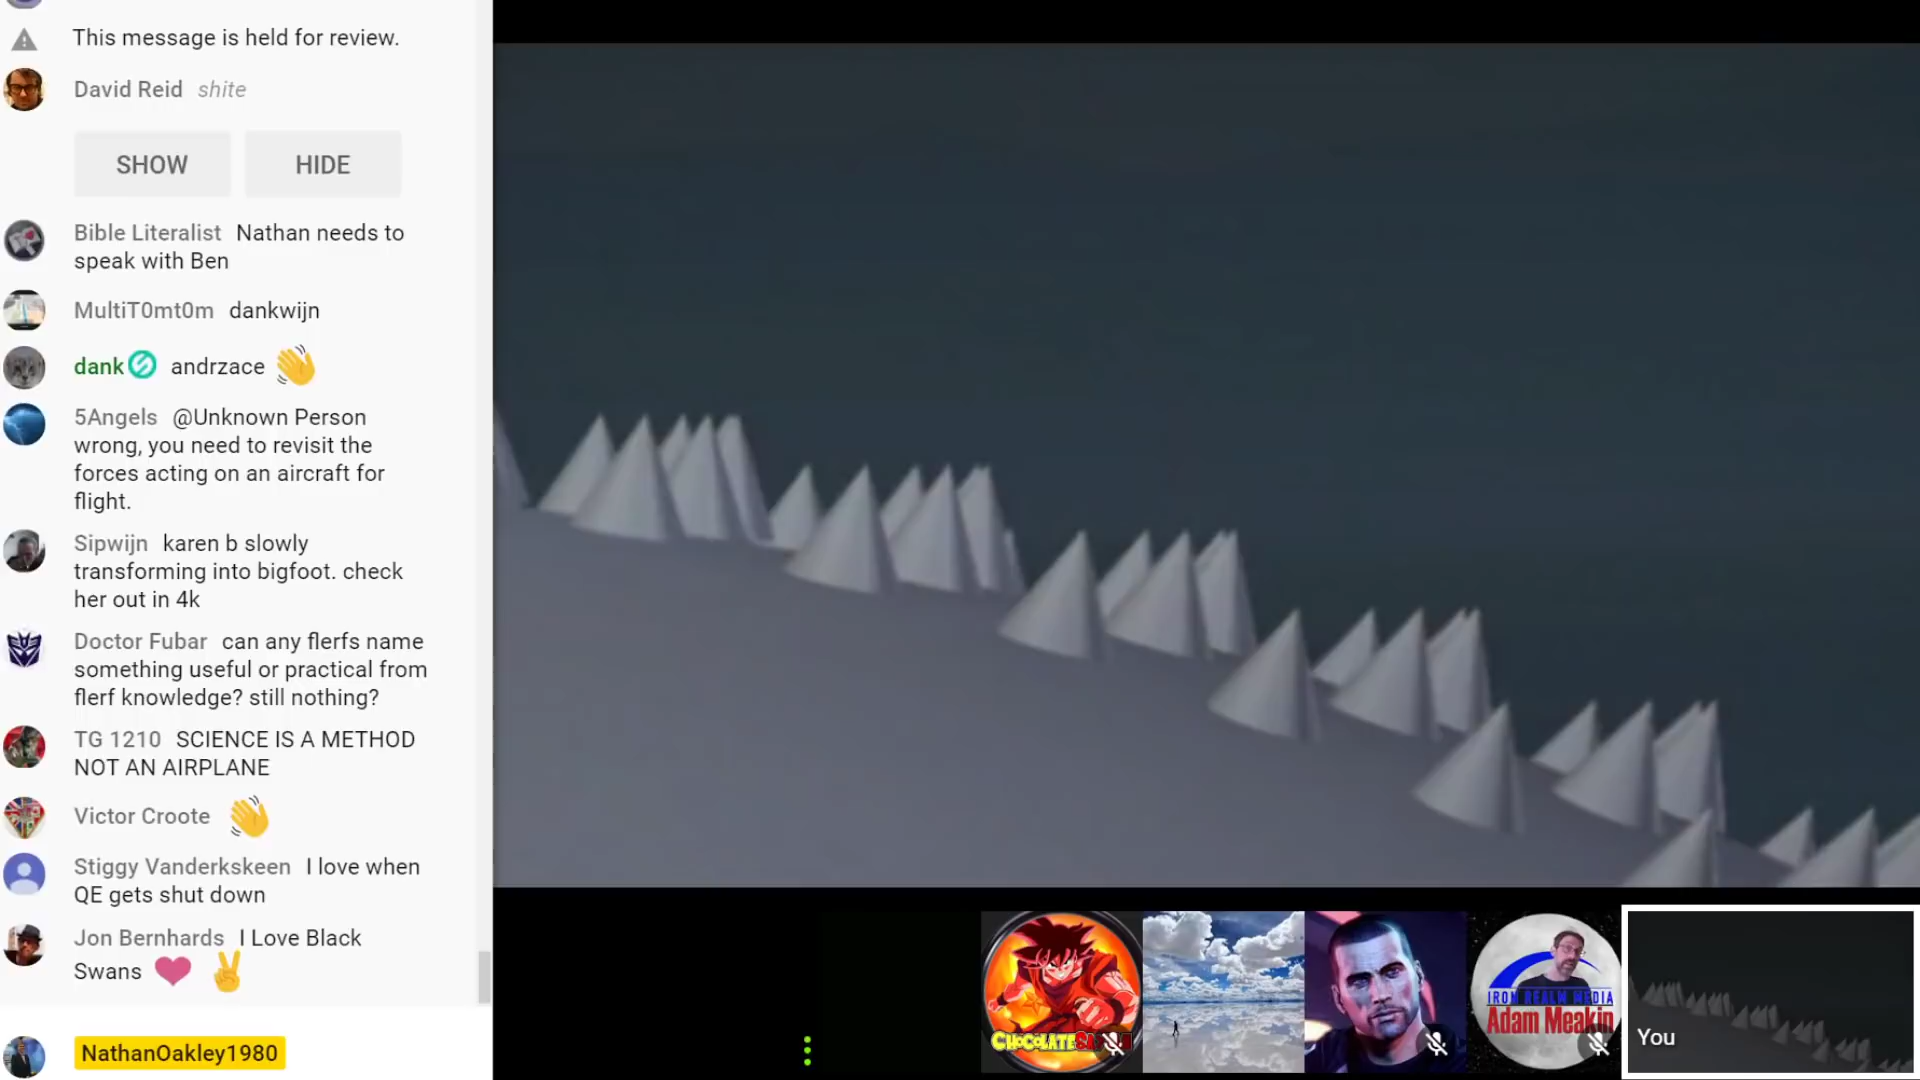 This message is held for review.
David Reid shite
SHOW HIDE
Bible Literalist Nathan needs to
speak with Ben
MultiT0mt0m dankwijn
dank andrzace 👋
5Angels @Unknown Person
wrong, you need to revisit the
forces acting on an aircraft for
flight.
Sipwijn karen b slowly
transforming into bigfoot. check
her out in 4k
Doctor Fubar can any flerfs name
something useful or practical from
flerf knowledge? still nothing?
TG 1210 SCIENCE IS A METHOD
NOT AN AIRPLANE
Victor Croote 👋
Stiggy Vanderkskeen I love when
QE gets shut down
Jon Bernhards I Love Black
Swans ❤️ ✌️
NathanOakley1980
IRON REALM MEDIA
Adam Meakin
You